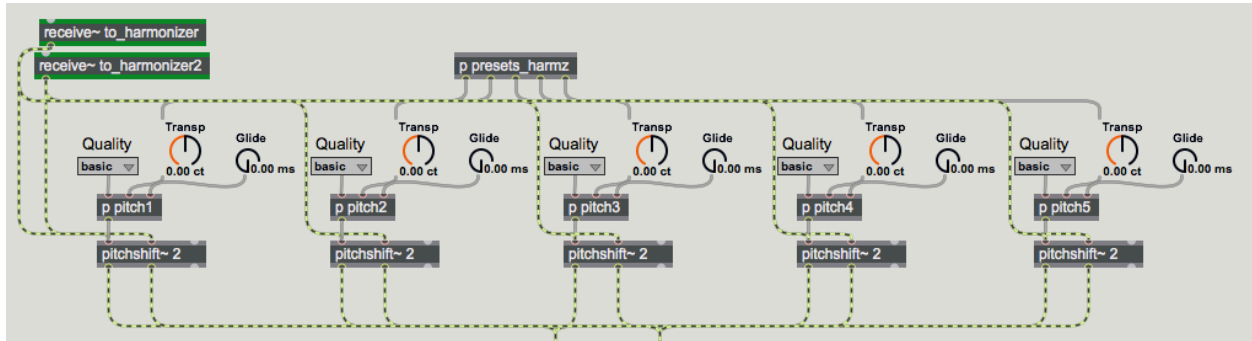 receive~ to_harmonizer
receive~ to_harmonizer2
p presets_harmz
Quality
basic
Transp
0.00 ct
Glide
0.00 ms
p pitch1
pitchshift~ 2
Quality
basic
Transp
0.00 ct
Glide
0.00 ms
p pitch2
pitchshift~ 2
Quality
basic
Transp
0.00 ct
Glide
0.00 ms
p pitch3
pitchshift~ 2
Quality
basic
Transp
0.00 ct
Glide
0.00 ms
p pitch4
pitchshift~ 2
Quality
basic
Transp
0.00 ct
Glide
0.00 ms
p pitch5
pitchshift~ 2